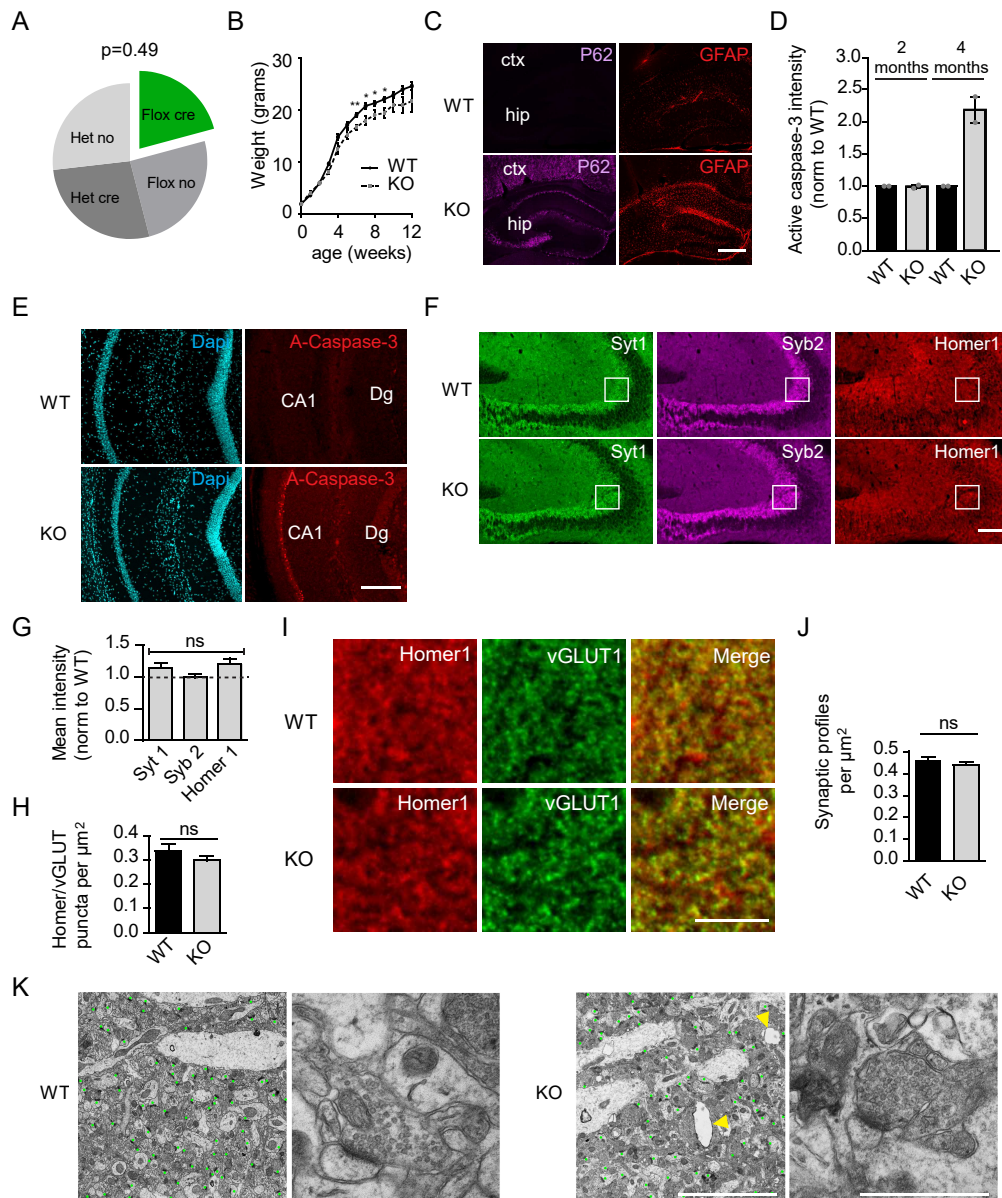 A
p=0.49
Flox cre
Het no
Flox no
Het cre
B
Weight (grams)
30
20
10
0
** * * *
WT
KO
0 4 8 12
age (weeks)
C
WT
KO
ctx
hip
P62
GFAP
ctx
hip
P62
GFAP
D
Active caspase-3 intensity
(norm to WT)
2 4
months months
3.0
2.5
2.0
1.5
1.0
0.5
0.0
WT KO WT KO
E
WT
KO
Dapi
A-Caspase-3
CA1
Dg
Dapi
A-Caspase-3
CA1
Dg
F
WT
KO
Syt1
Syb2
Homer1
Syt1
Syb2
Homer1
G
Mean intensity
(norm to WT)
ns
1.5
1.0
0.5
0.0
Syt 1 Syb 2 Homer 1
H
Homer/vGLUT
puncta per µm²
ns
0.4
0.3
0.2
0.1
0.0
WT KO
I
WT
KO
Homer1
vGLUT1
Merge
Homer1
vGLUT1
Merge
J
Synaptic profiles
per µm²
ns
0.5
0.4
0.3
0.2
0.1
0.0
WT KO
K
WT
KO